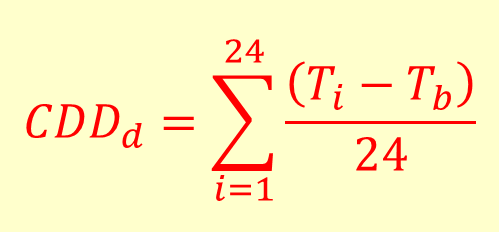 CDD_d = \sum_{i=1}^{24} \frac{(T_i - T_b)}{24}